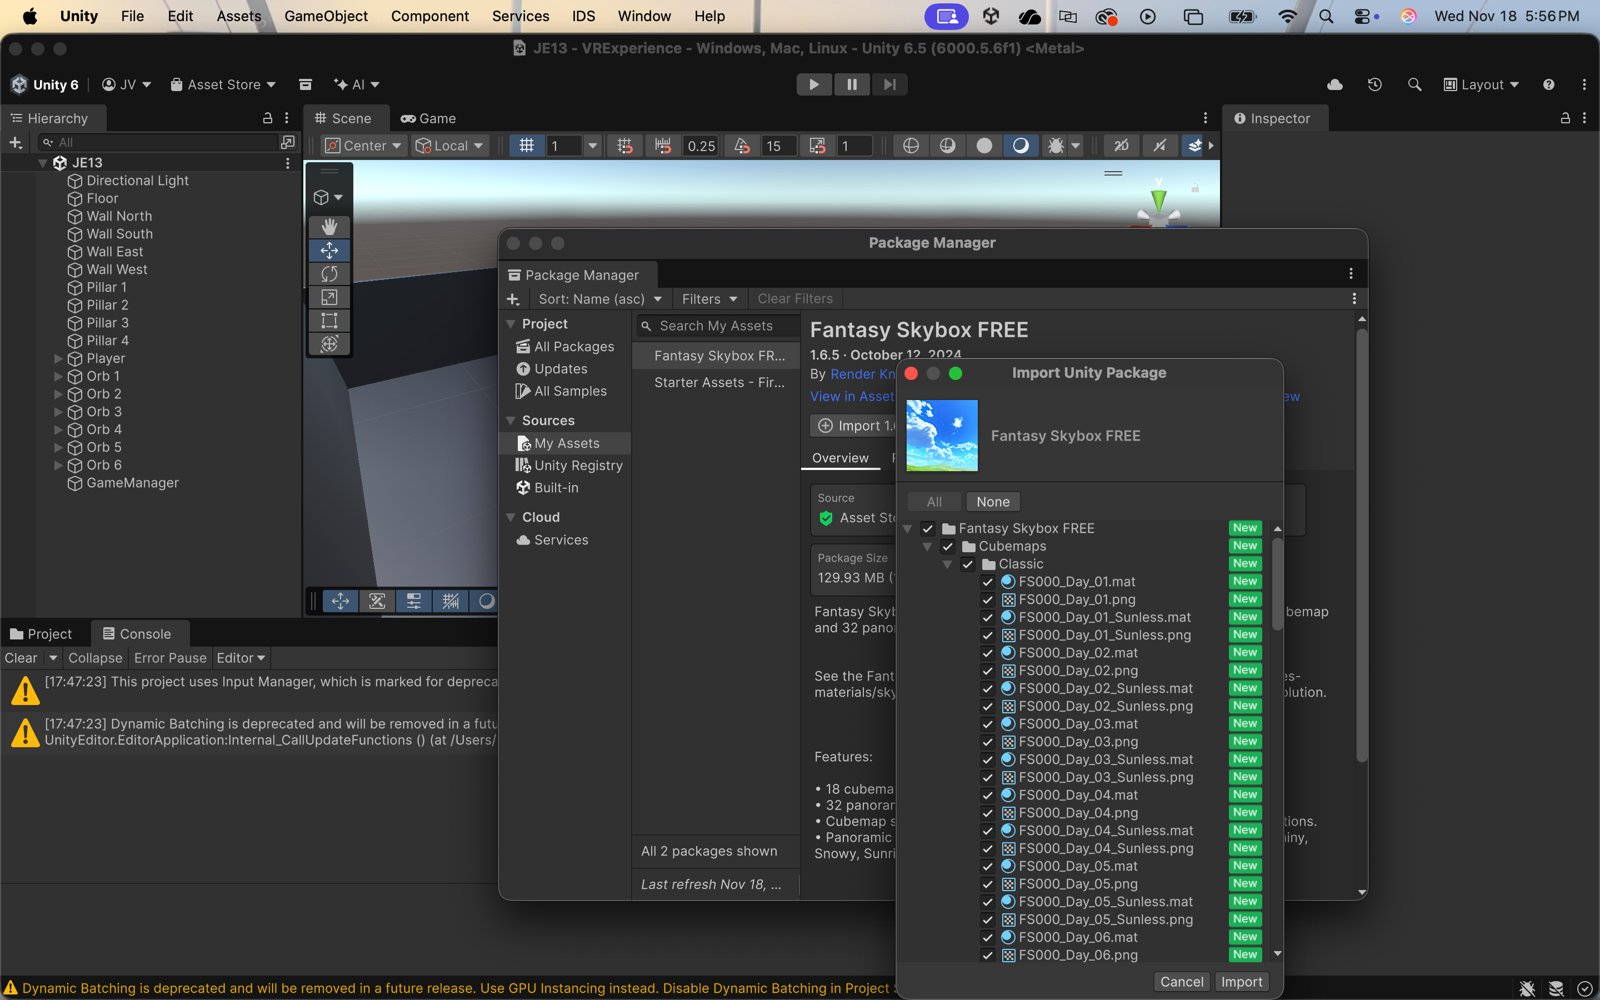 Unity File Edit Assets GameObject Component Services IDS Window Help Wed Nov 18 5:56 PM
JE13 - VRExperience - Windows, Mac, Linux - Unity 6.5 (6000.5.6f1) <Metal>
Unity 6 JV Asset Store AI Layout
Hierarchy Scene Game Inspector
All Center Local 1 0.25 15 1
JE13
Directional Light
Floor
Wall North
Wall South
Wall East
Wall West
Pillar 1
Pillar 2
Pillar 3
Pillar 4
Player
Orb 1
Orb 2
Orb 3
Orb 4
Orb 5
Orb 6
GameManager
y
Package Manager
Package Manager
Sort: Name (asc) Filters Clear Filters
Project
All Packages
Updates
All Samples
Sources
My Assets
Unity Registry
Built-in
Cloud
Services
Search My Assets
Fantasy Skybox FR...
Starter Assets - Fir...
All 2 packages shown
Last refresh Nov 18, ...
Fantasy Skybox FREE
1.6.5 · October 12, 2024
By Render Kn
View in Asset ew
Import 1.
Overview
Source
Asset Sto
Package Size
129.93 MB (
Fantasy Skyb ubemap
and 32 panor
See the Fant es-
materials/sky olution.
Features:
• 18 cubema
• 32 panoran
• Cubemap s tions.
• Panoramic iny,
Snowy, Sunri
Import Unity Package
Fantasy Skybox FREE
All None
Fantasy Skybox FREE New
Cubemaps New
Classic New
FS000_Day_01.mat New
FS000_Day_01.png New
FS000_Day_01_Sunless.mat New
FS000_Day_01_Sunless.png New
FS000_Day_02.mat New
FS000_Day_02.png New
FS000_Day_02_Sunless.mat New
FS000_Day_02_Sunless.png New
FS000_Day_03.mat New
FS000_Day_03.png New
FS000_Day_03_Sunless.mat New
FS000_Day_03_Sunless.png New
FS000_Day_04.mat New
FS000_Day_04.png New
FS000_Day_04_Sunless.mat New
FS000_Day_04_Sunless.png New
FS000_Day_05.mat New
FS000_Day_05.png New
FS000_Day_05_Sunless.mat New
FS000_Day_05_Sunless.png New
FS000_Day_06.mat New
FS000_Day_06.png New
Cancel Import
Project Console
Clear Collapse Error Pause Editor
[17:47:23] This project uses Input Manager, which is marked for depreca
[17:47:23] Dynamic Batching is deprecated and will be removed in a futu
UnityEditor.EditorApplication:Internal_CallUpdateFunctions () (at /Users/
Dynamic Batching is deprecated and will be removed in a future release. Use GPU Instancing instead. Disable Dynamic Batching in Project S